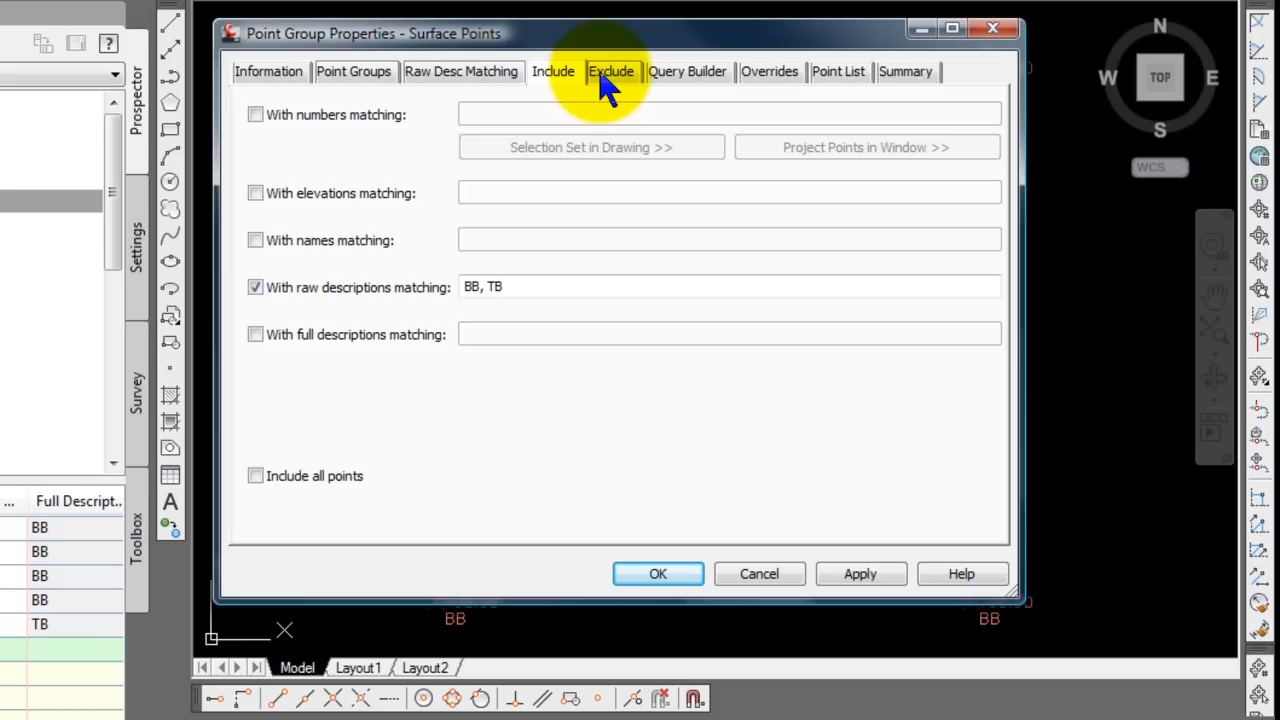 Point Group Properties - Surface Points
Information
Point Groups
Raw Desc Matching
Include
Exclude
Query Builder
Overrides
Point List
Summary
With numbers matching:
Selection Set in Drawing >>
Project Points in Window >>
With elevations matching:
With names matching:
With raw descriptions matching:
BB, TB
With full descriptions matching:
Include all points
OK
Cancel
Apply
Help
Prospector
Settings
Survey
Toolbox
... Full Descript..
BB
BB
BB
BB
TB
N
W
TOP
E
S
WCS
BB
BB
Model
Layout1
Layout2